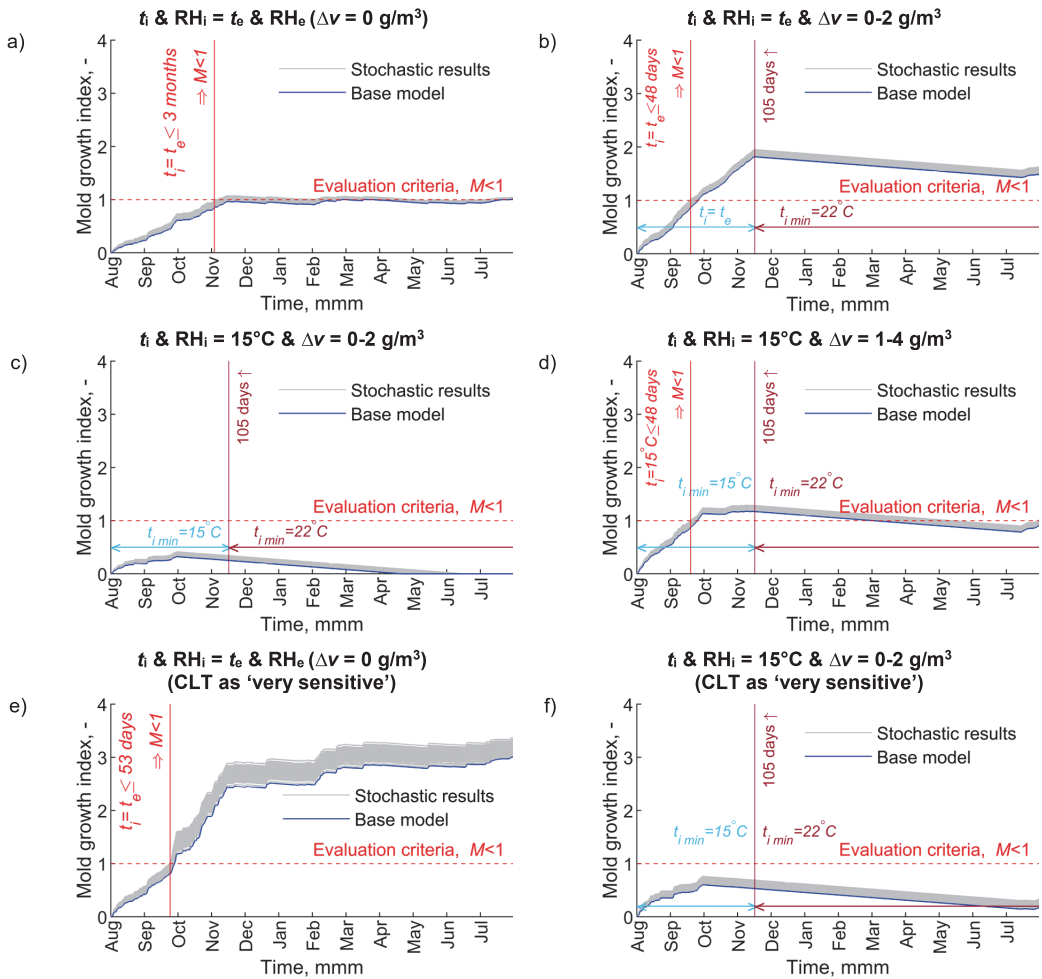 a)
tᵢ & RHᵢ = tₑ & RHₑ (Δv = 0 g/m³)
Mold growth index, -
4
3
2
1
0
tᵢ= tₑ≤ 3 months
⇒ M<1
Stochastic results
Base model
Evaluation criteria, M<1
Aug
Sep
Oct
Nov
Dec
Jan
Feb
Mar
Apr
May
Jun
Jul
Time, mmm
b)
tᵢ & RHᵢ = tₑ & Δv = 0-2 g/m³
Mold growth index, -
4
3
2
1
0
tᵢ= tₑ≤48 days
⇒ M<1
105 days ↑
Stochastic results
Base model
Evaluation criteria, M<1
tᵢ= tₑ
t i min=22°C
Aug
Sep
Oct
Nov
Dec
Jan
Feb
Mar
Apr
May
Jun
Jul
Time, mmm
c)
tᵢ & RHᵢ = 15°C & Δv = 0-2 g/m³
Mold growth index, -
4
3
2
1
0
105 days ↑
Stochastic results
Base model
Evaluation criteria, M<1
t i min=15°C
t i min=22°C
Aug
Sep
Oct
Nov
Dec
Jan
Feb
Mar
Apr
May
Jun
Jul
Time, mmm
d)
tᵢ & RHᵢ = 15°C & Δv = 1-4 g/m³
Mold growth index, -
4
3
2
1
0
tᵢ=15°C≤48 days
⇒ M<1
105 days ↑
Stochastic results
Base model
t i min=15°C
t i min=22°C
Evaluation criteria, M<1
Aug
Sep
Oct
Nov
Dec
Jan
Feb
Mar
Apr
May
Jun
Jul
Time, mmm
e)
tᵢ & RHᵢ = tₑ & RHₑ (Δv = 0 g/m³)
(CLT as ‘very sensitive’)
Mold growth index, -
4
3
2
1
0
tᵢ= tₑ≤ 53 days
⇒ M<1
Stochastic results
Base model
Evaluation criteria, M<1
Aug
Sep
Oct
Nov
Dec
Jan
Feb
Mar
Apr
May
Jun
Jul
Time, mmm
f)
tᵢ & RHᵢ = 15°C & Δv = 0-2 g/m³
(CLT as ‘very sensitive’)
Mold growth index, -
4
3
2
1
0
105 days ↑
Stochastic results
Base model
t i min=15°C
t i min=22°C
Evaluation criteria, M<1
Aug
Sep
Oct
Nov
Dec
Jan
Feb
Mar
Apr
May
Jun
Jul
Time, mmm